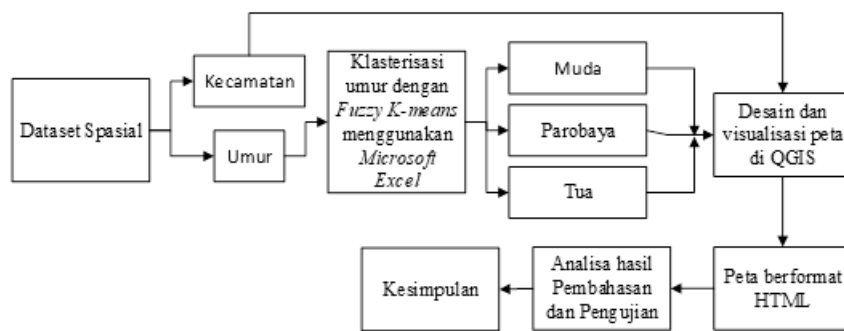 Dataset Spasial
Kecamatan
Umur
Klasterisasi
umur dengan
Fuzzy K-means
menggunakan
Microsoft
Excel
Muda
Parobaya
Tua
Desain dan
visualisasi peta
di QGIS
Peta berformat
HTML
Analisa hasil
Pembahasan
dan Pengujian
Kesimpulan